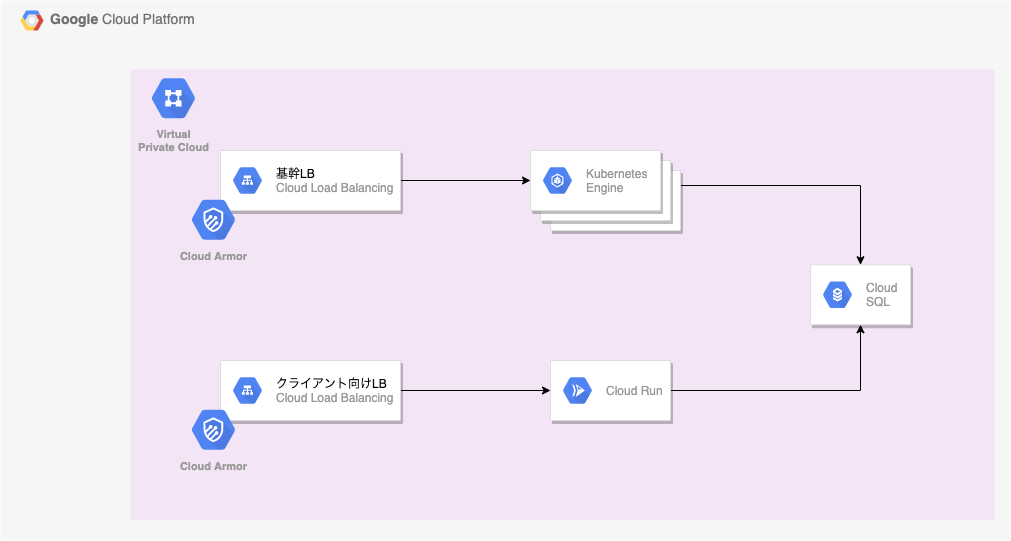 Google Cloud Platform
Virtual
Private Cloud
基幹LB
Cloud Load Balancing
Cloud Armor
Kubernetes
Engine
Cloud
SQL
クライアント向けLB
Cloud Load Balancing
Cloud Armor
Cloud Run